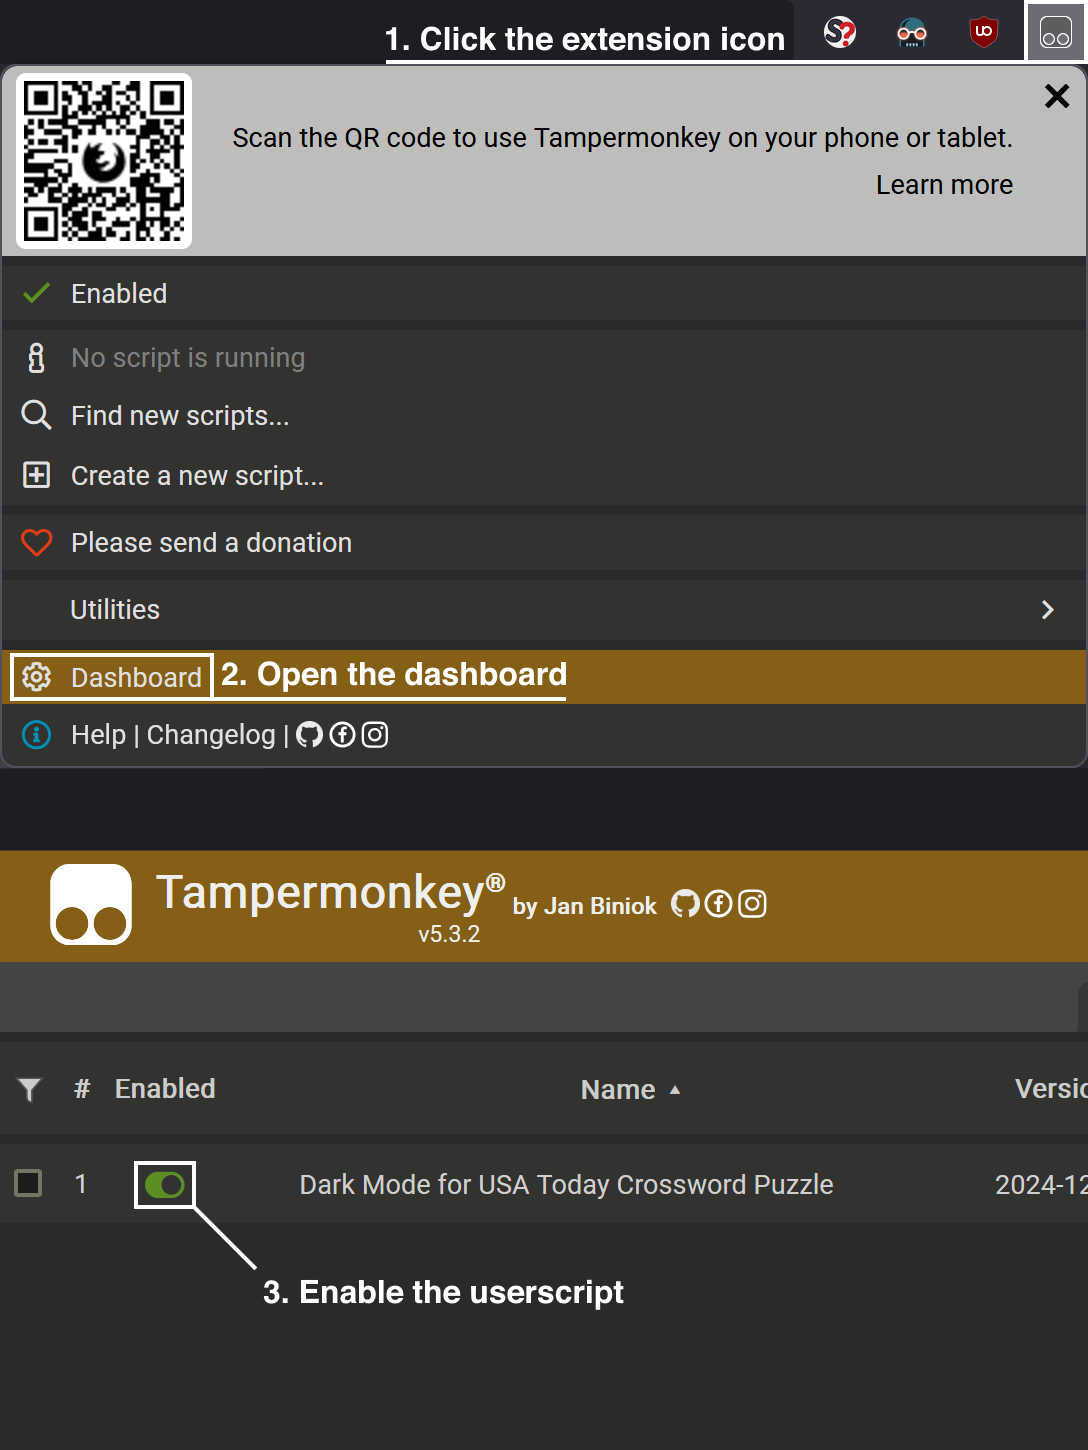 1. Click the extension icon
S?
UO
Scan the QR code to use Tampermonkey on your phone or tablet.
Learn more
Enabled
No script is running
Find new scripts...
Create a new script...
Please send a donation
Utilities
Dashboard
2. Open the dashboard
Help | Changelog |
Tampermonkey® by Jan Biniok
v5.3.2
# Enabled Name ▲ Versio
1 Dark Mode for USA Today Crossword Puzzle 2024-12
3. Enable the userscript